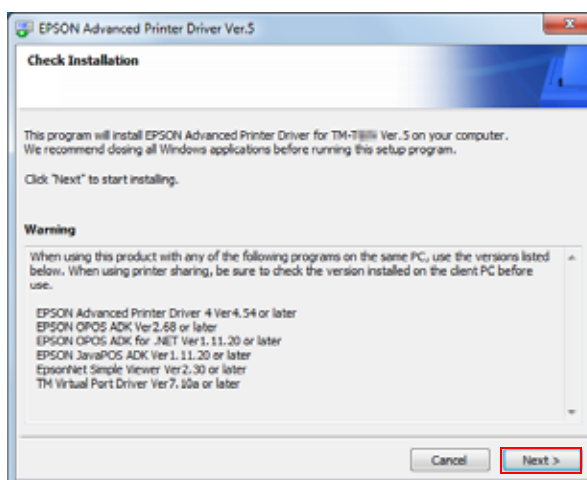 EPSON Advanced Printer Driver Ver.5
Check Installation
This program will install EPSON Advanced Printer Driver for Ver.5 on your computer.
We recommend closing all Windows applications before running this setup program.
Click "Next" to start installing.
Warning
When using this product with any of the following programs on the same PC, use the versions listed
below. When using printer sharing, be sure to check the version installed on the client PC before
use.
EPSON Advanced Printer Driver 4 Ver4.54 or later
EPSON OPOS ADK Ver2.68 or later
EPSON OPOS ADK for .NET Ver1.11.20 or later
EPSON JavaPOS ADK Ver1.11.20 or later
EpsonNet Simple Viewer Ver2.30 or later
TM Virtual Port Driver Ver7.10a or later
Cancel
Next >